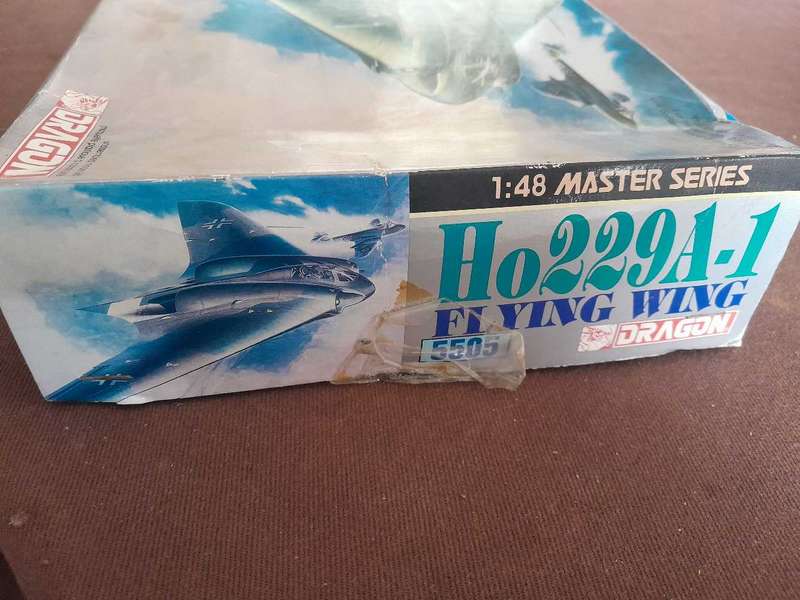 DRAGON
1:48 MASTER SERIES
Ho229A-1
FLYING WING
5505
DRAGON